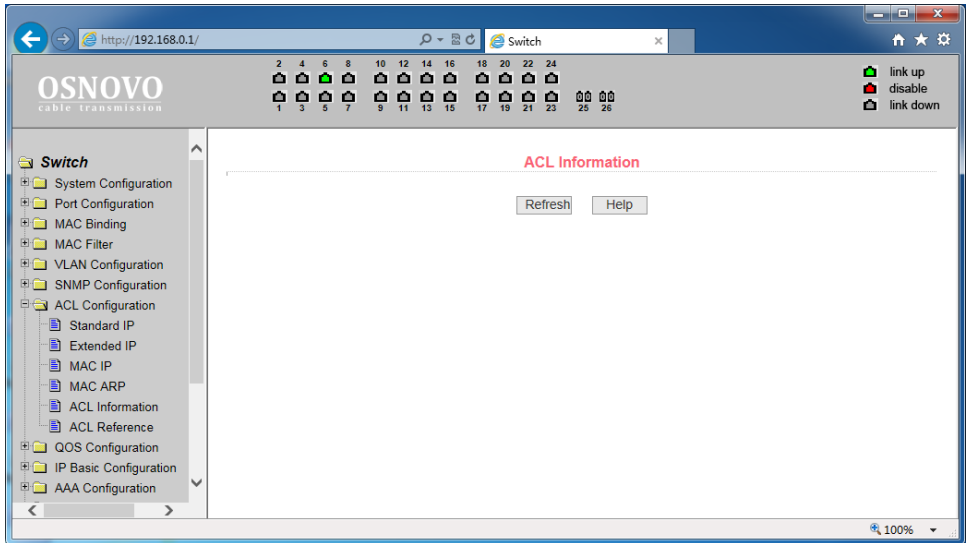 http://192.168.0.1/
Switch
OSNOVO
cable transmission
2 4 6 8 10 12 14 16 18 20 22 24
1 3 5 7 9 11 13 15 17 19 21 23 25 26
link up
disable
link down
Switch
System Configuration
Port Configuration
MAC Binding
MAC Filter
VLAN Configuration
SNMP Configuration
ACL Configuration
Standard IP
Extended IP
MAC IP
MAC ARP
ACL Information
ACL Reference
QOS Configuration
IP Basic Configuration
AAA Configuration
ACL Information
Refresh Help
100%